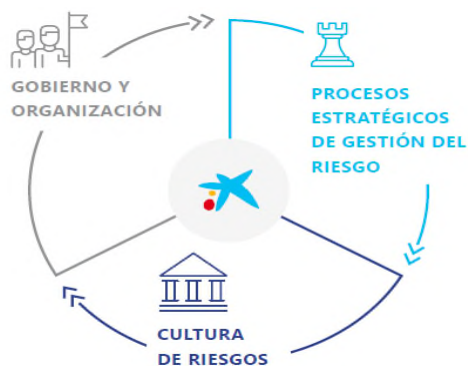 GOBIERNO Y
ORGANIZACIÓN
PROCESOS
ESTRATÉGICOS
DE GESTIÓN DEL
RIESGO
CULTURA
DE RIESGOS